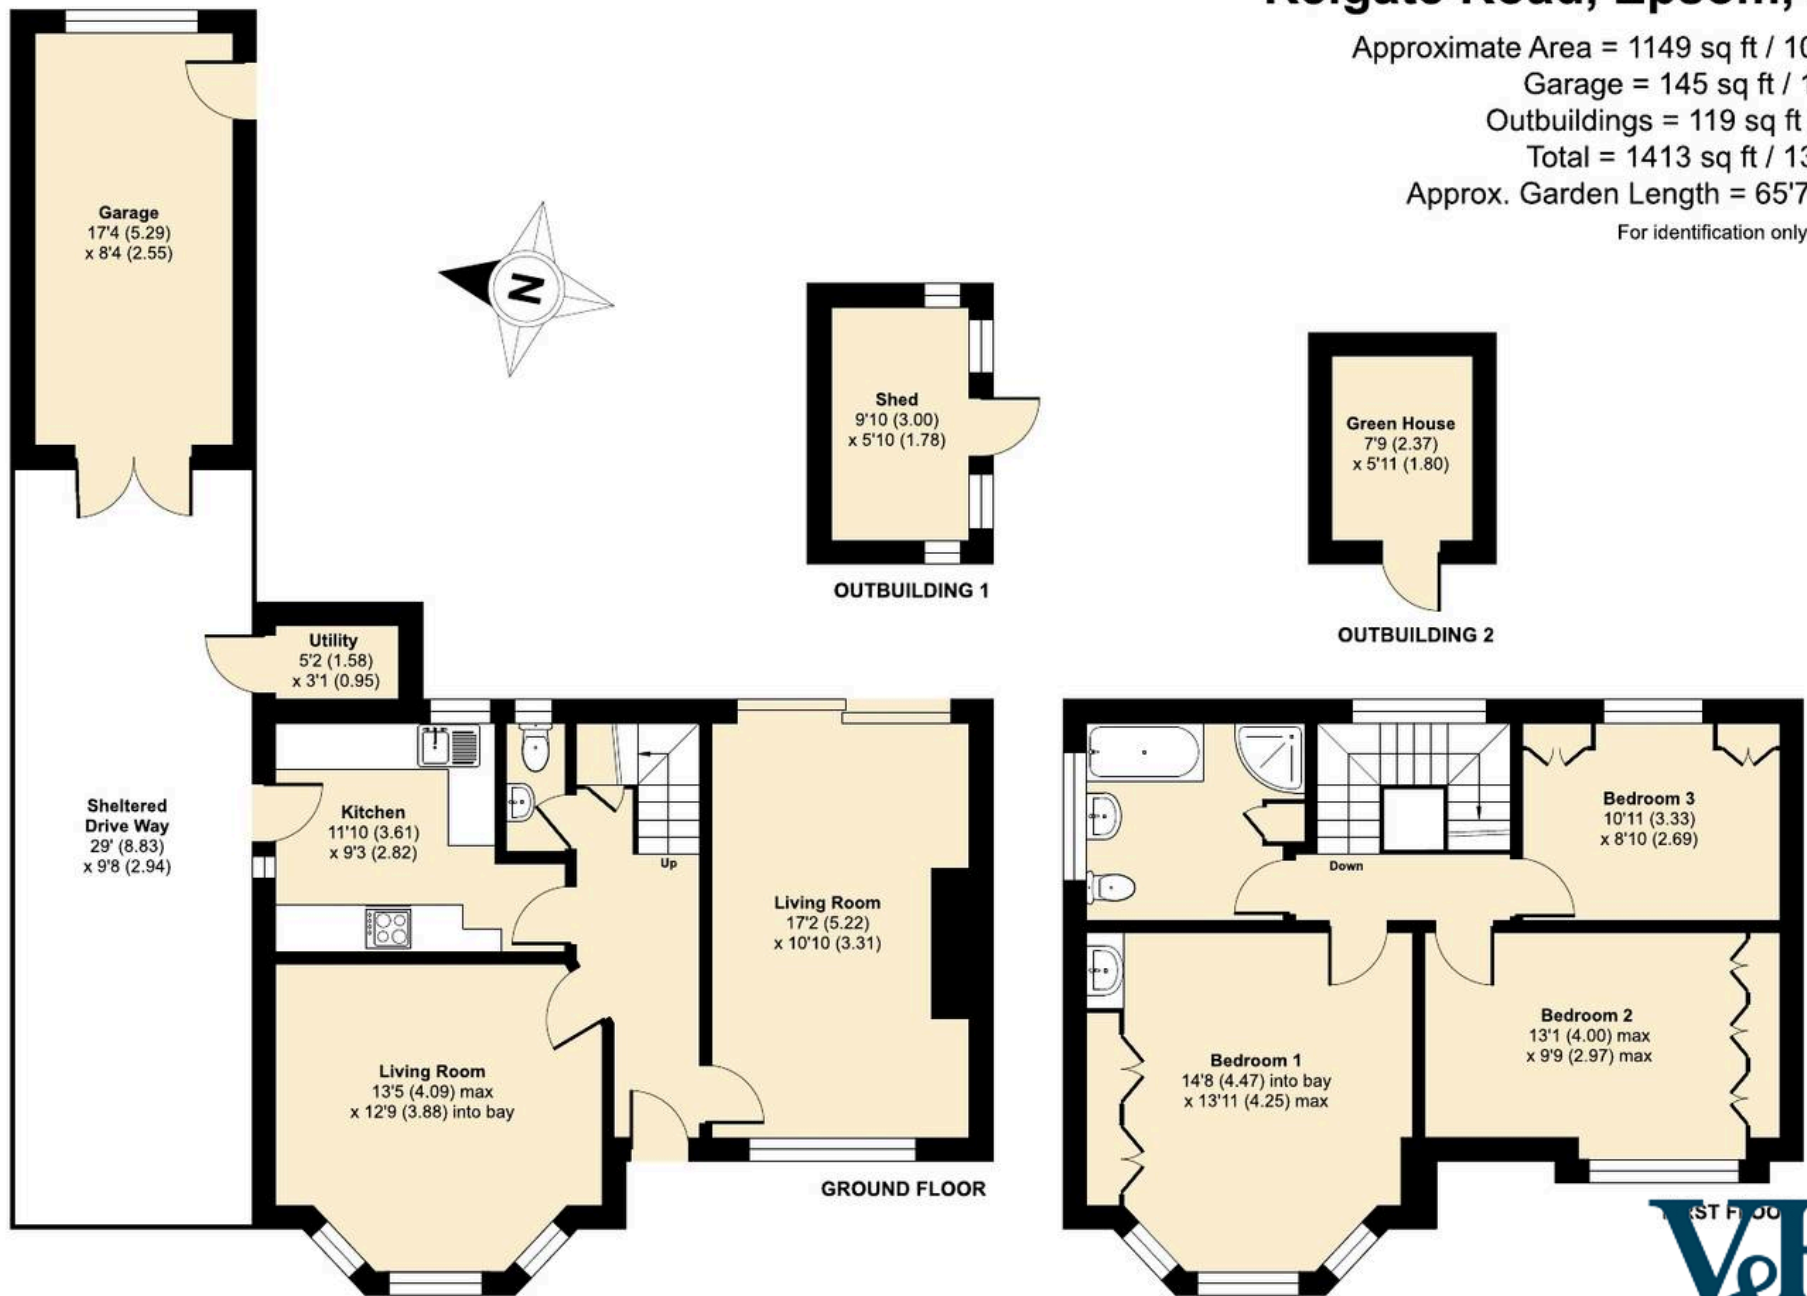 Road, Epsom,
Approximate Area = 1149 sq ft /
Garage = 145 sq ft /
Outbuildings = 119 sq ft
Total = 1413 sq ft /
Approx. Garden Length = 65'7
For identification only
Garage
17'4 (5.29)
x 8'4 (2.55)
N
Shed
9'10 (3.00)
x 5'10 (1.78)
OUTBUILDING 1
Green House
7'9 (2.37)
x 5'11 (1.80)
OUTBUILDING 2
Utility
5'2 (1.58)
x 3'1 (0.95)
Sheltered
Drive Way
29' (8.83)
x 9'8 (2.94)
Kitchen
11'10 (3.61)
x 9'3 (2.82)
Up
Living Room
17'2 (5.22)
x 10'10 (3.31)
Living Room
13'5 (4.09) max
x 12'9 (3.88) into bay
GROUND FLOOR
Down
Bedroom 3
10'11 (3.33)
x 8'10 (2.69)
Bedroom 1
14'8 (4.47) into bay
x 13'11 (4.25) max
Bedroom 2
13'1 (4.00) max
x 9'9 (2.97) max
V&